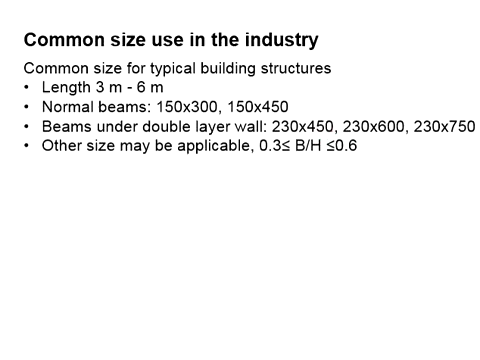 Common size use in the industry
Common size for typical building structures
• Length 3 m - 6 m
• Normal beams: 150x300, 150x450
• Beams under double layer wall: 230x450, 230x600, 230x750
• Other size may be applicable, 0.3≤ B/H ≤0.6